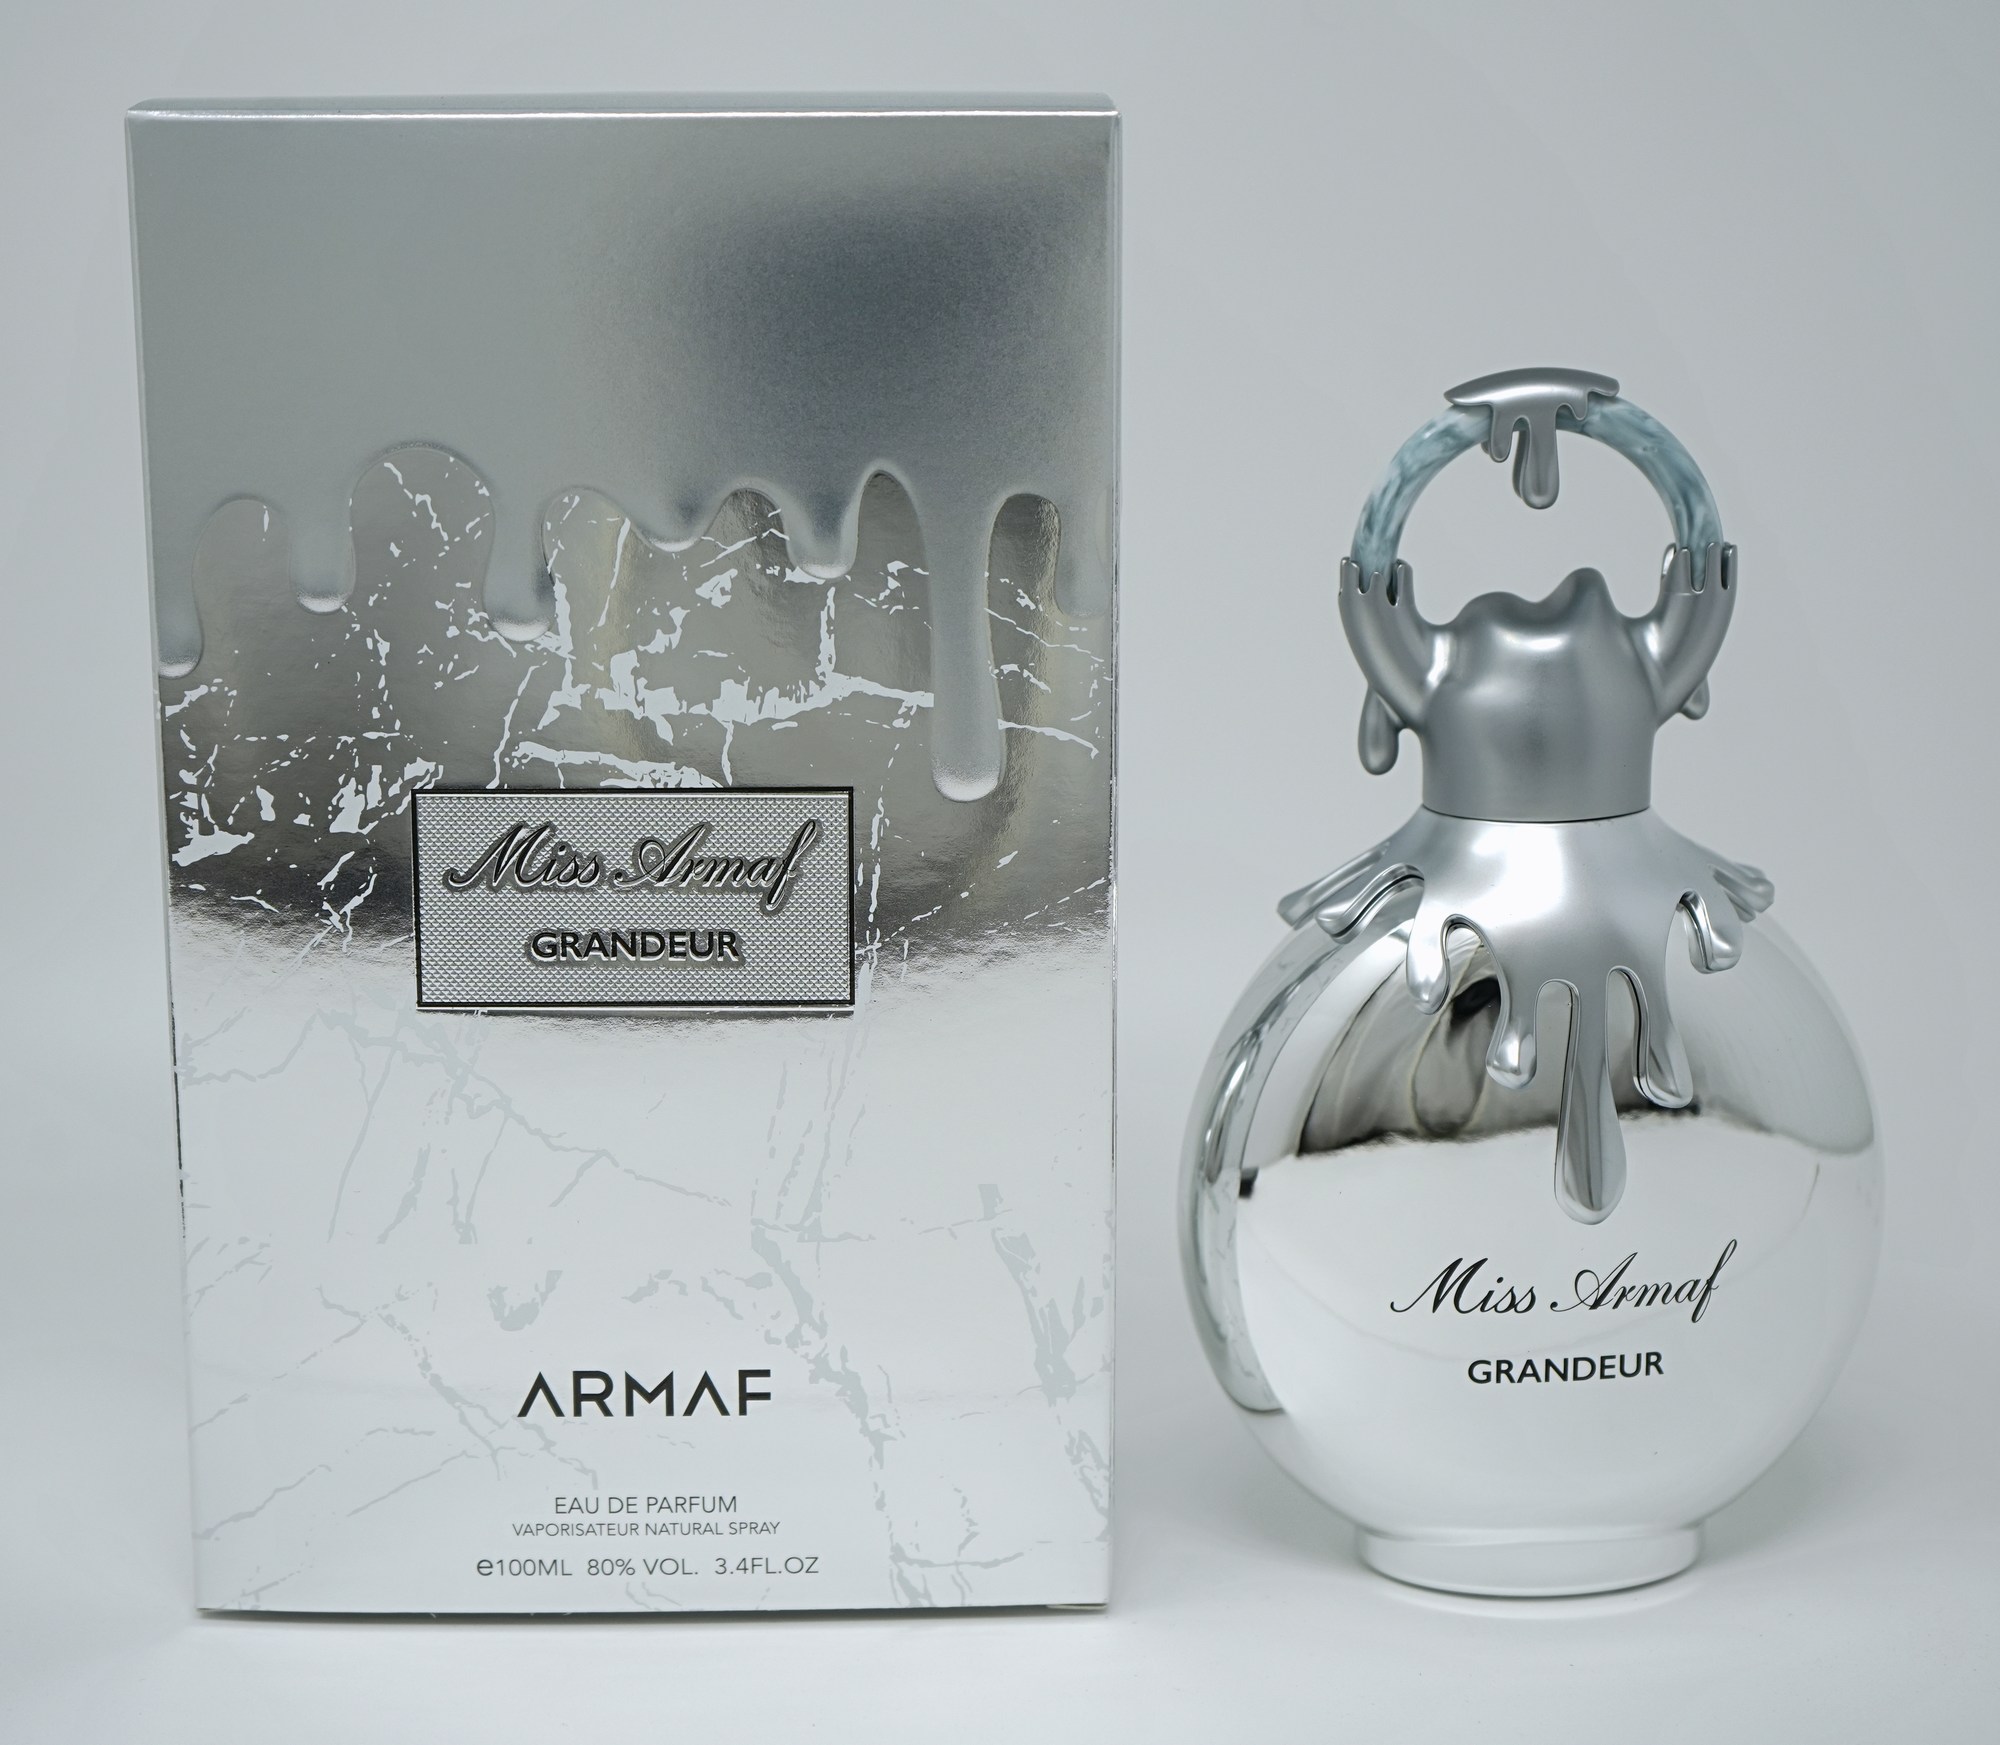 Miss Armaf
GRANDEUR
ARMAF
EAU DE PARFUM
VAPORISATEUR NATURAL SPRAY
℮100ML 80% VOL. 3.4FL.OZ
Miss Armaf
GRANDEUR